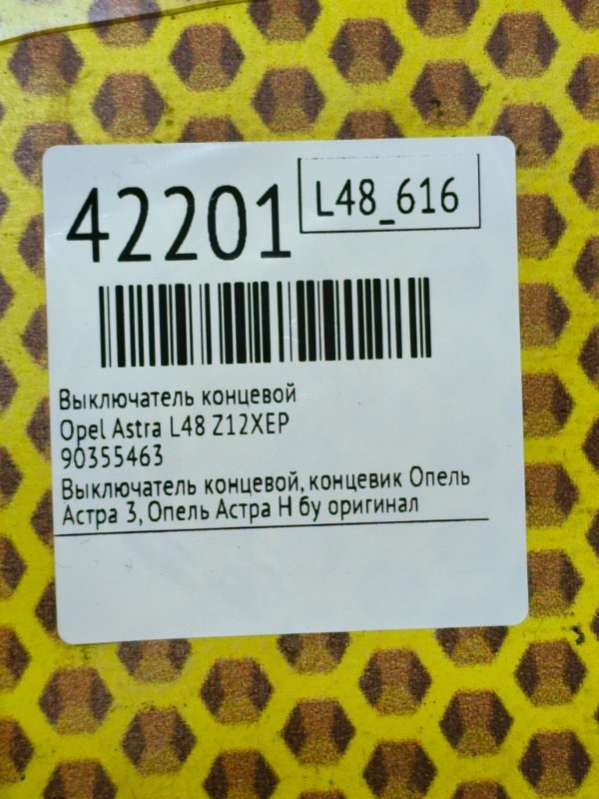 42201
L48_616
Выключатель концевой
Opel Astra L48 Z12XEP
90355463
Выключатель концевой, концевик Опель
Астра 3, Опель Астра H бу оригинал